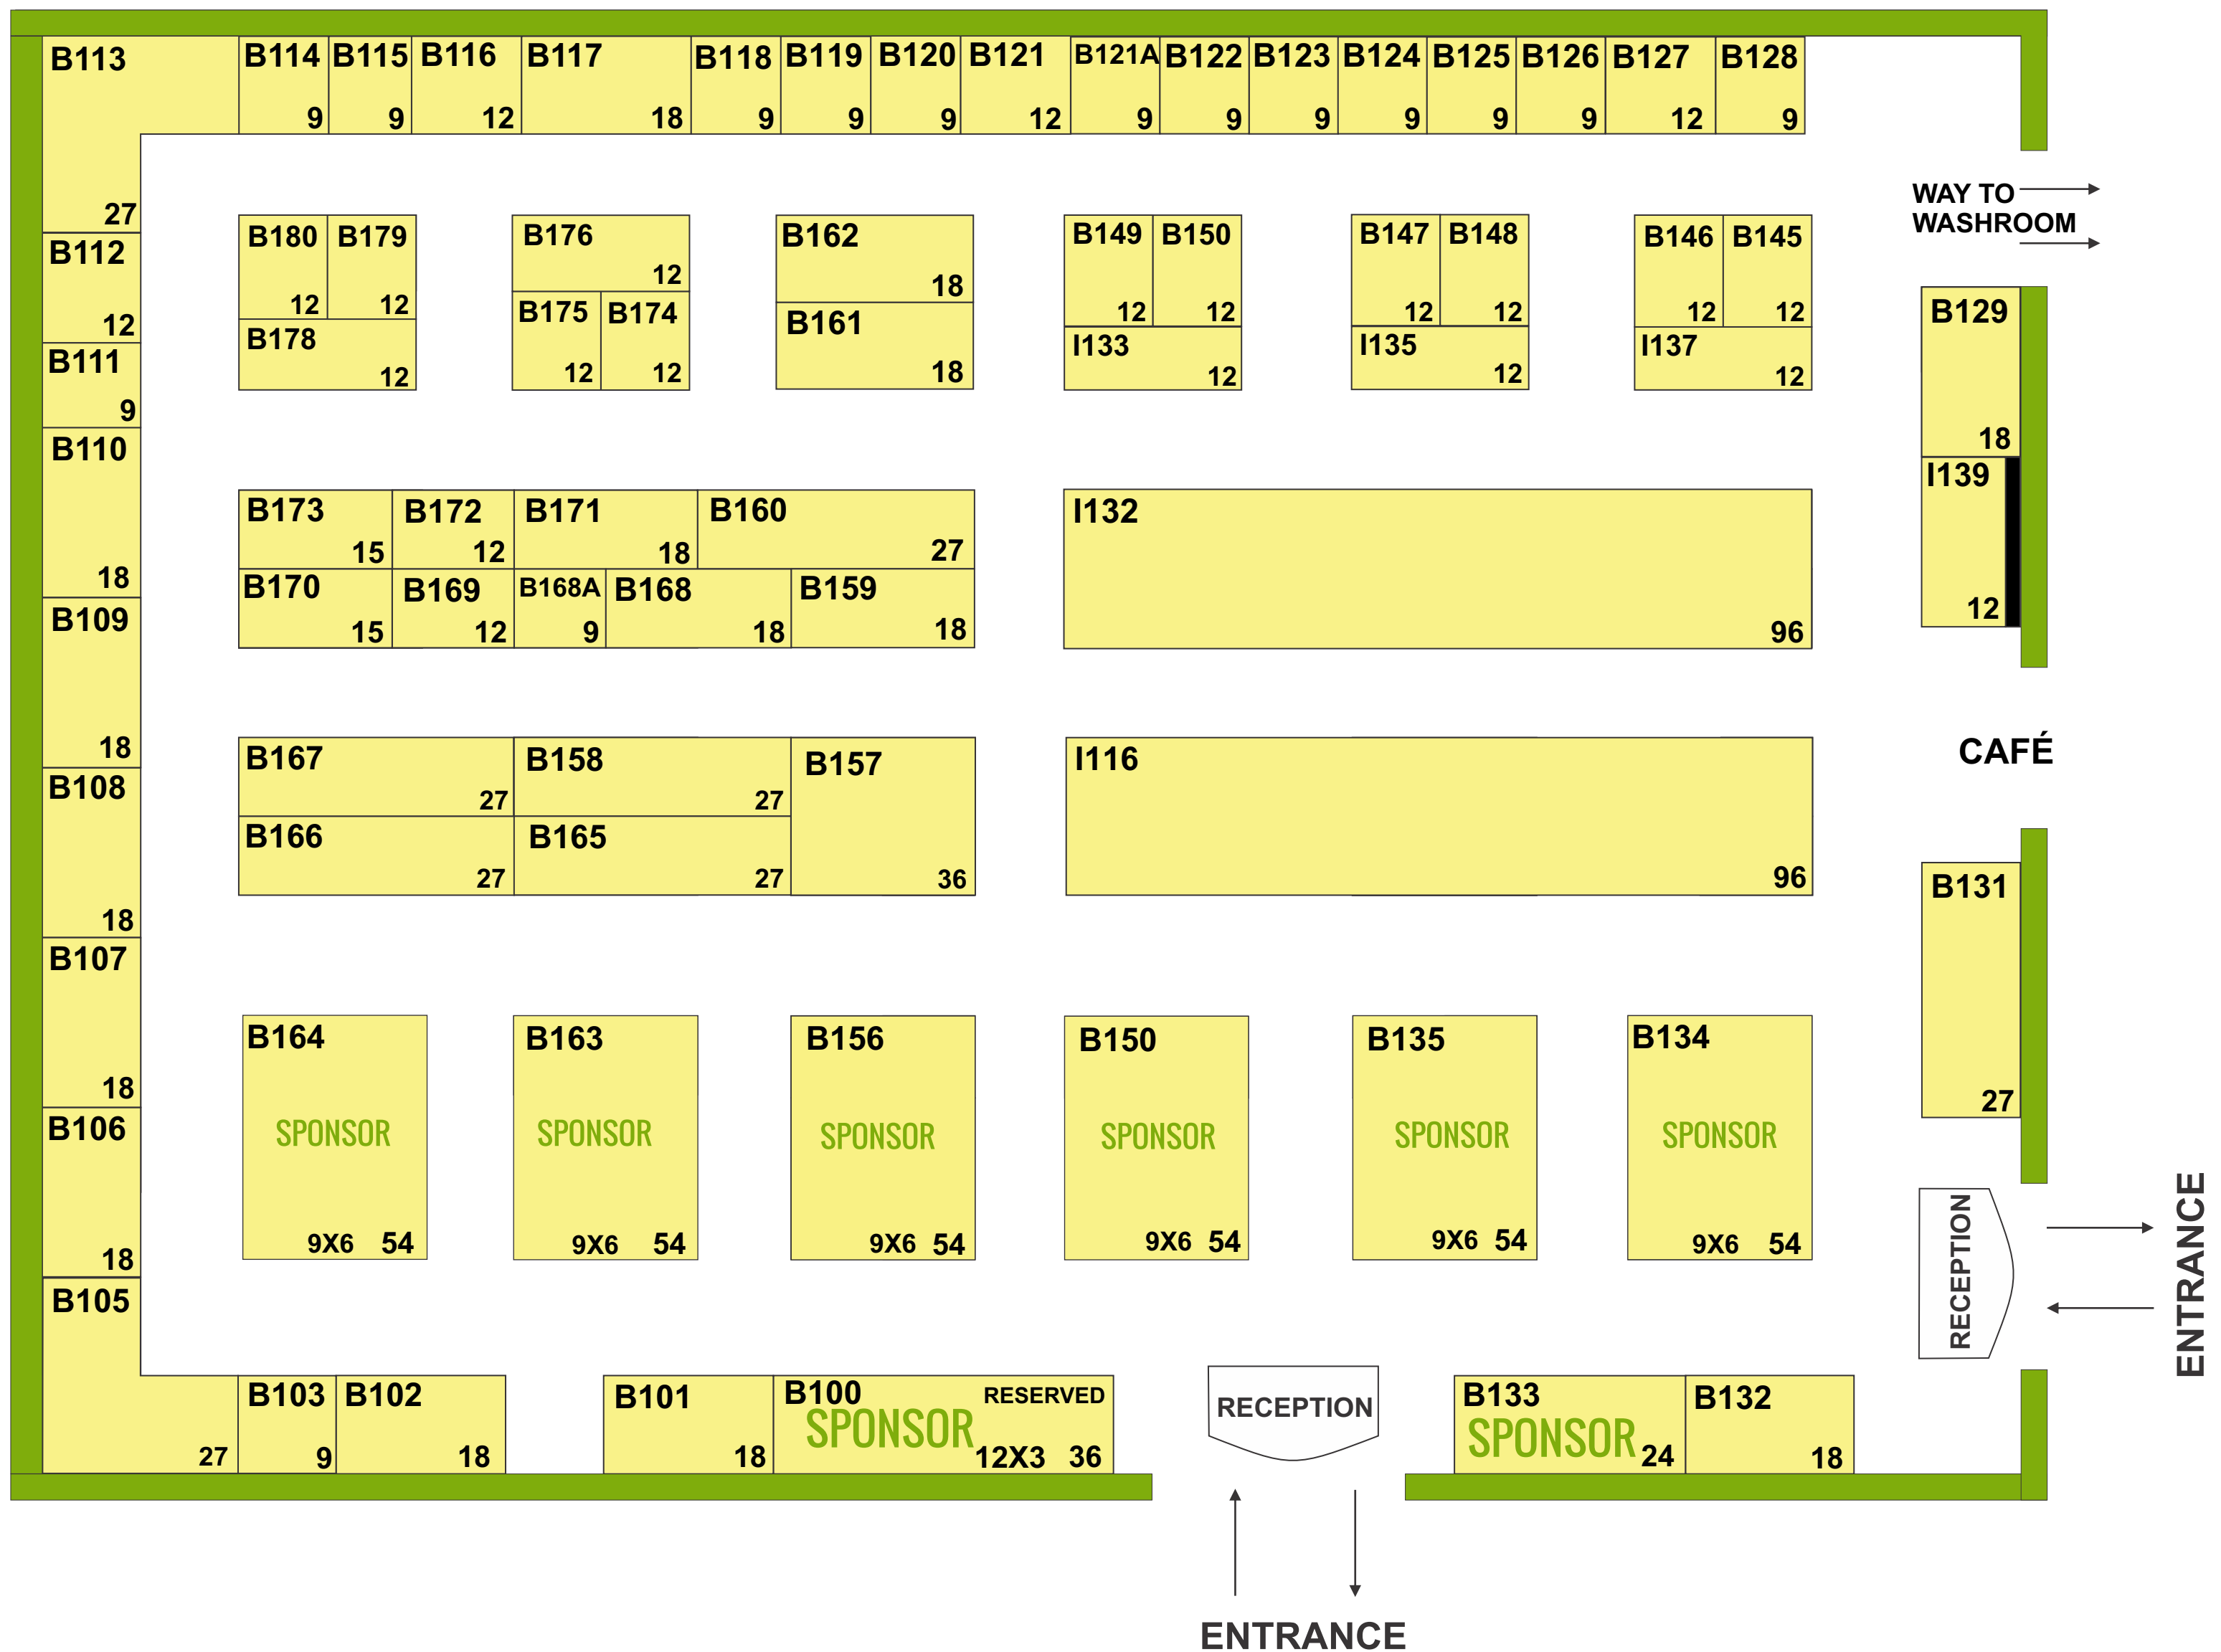 B113 B114 B115 B116 B117 B118 B119 B120 B121 B121A B122 B123 B124 B125 B126 B127 B128
9 9 12 18 9 9 9 12 9 9 9 9 9 9 12 9
WAY TO
WASHROOM
27
B180 B179 B176 B162 B149 B150 B147 B148 B146 B145
B112
12 18
12 12 B175 B174 12 12 12 12 12 12
B129
12
B178 B161 I133 I135 I137
B111
12 12 12 18 12 12 12
9
18
B110
I139
B173 B172 B171 B160 I132
15 12 18 27
18
B170 B169 B168A B168 B159
12
B109
15 12 9 18 18 96
18
CAFÉ
B167 B158 B157 I116
B108
27 27
B166 B165
27 27 36 96
B131
18
B107
B164 B163 B156 B150 B135 B134
18
27
B106
SPONSOR SPONSOR SPONSOR SPONSOR SPONSOR SPONSOR
9X6 54 9X6 54 9X6 54 9X6 54 9X6 54 9X6 54
18
RECEPTION
ENTRANCE
B105
B103 B102 B101 B100 RESERVED B133 B132
RECEPTION
SPONSOR SPONSOR
27 9 18 18 12X3 36 24 18
ENTRANCE